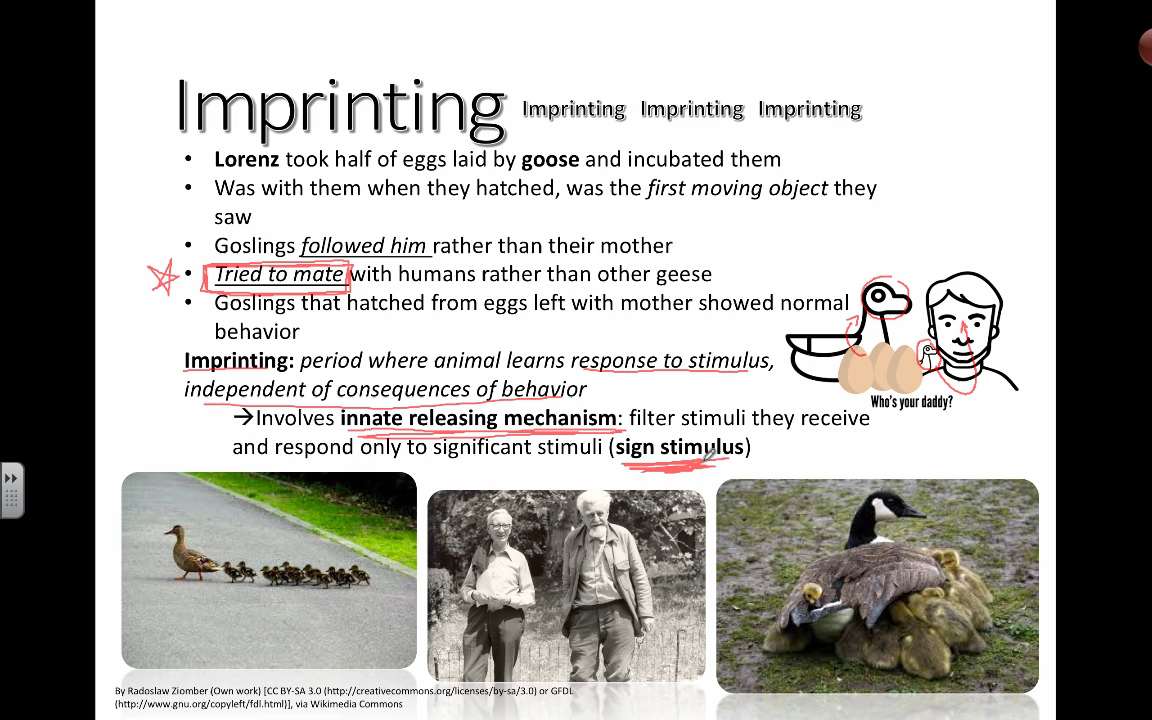 Imprinting Imprinting Imprinting Imprinting
• Lorenz took half of eggs laid by goose and incubated them
• Was with them when they hatched, was the first moving object they
saw
• Goslings followed him rather than their mother
• Tried to mate with humans rather than other geese
• Goslings that hatched from eggs left with mother showed normal
behavior
Imprinting: period where animal learns response to stimulus,
independent of consequences of behavior
→Involves innate releasing mechanism: filter stimuli they receive
and respond only to significant stimuli (sign stimulus)
Who's your daddy?
By Radoslaw Ziomber (Own work) [CC BY-SA 3.0 (http://creativecommons.org/licenses/by-sa/3.0) or GFDL
(http://www.gnu.org/copyleft/fdl.html)], via Wikimedia Commons